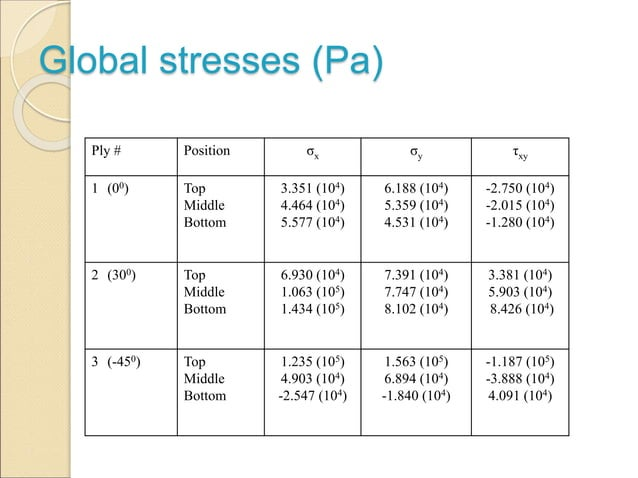 Global stresses (Pa)
Ply # Position σₓ σᵧ τₓᵧ
1 (0⁰) Top 3.351 (10⁴) 6.188 (10⁴) -2.750 (10⁴)
Middle 4.464 (10⁴) 5.359 (10⁴) -2.015 (10⁴)
Bottom 5.577 (10⁴) 4.531 (10⁴) -1.280 (10⁴)
2 (30⁰) Top 6.930 (10⁴) 7.391 (10⁴) 3.381 (10⁴)
Middle 1.063 (10⁵) 7.747 (10⁴) 5.903 (10⁴)
Bottom 1.434 (10⁵) 8.102 (10⁴) 8.426 (10⁴)
3 (-45⁰) Top 1.235 (10⁵) 1.563 (10⁵) -1.187 (10⁵)
Middle 4.903 (10⁴) 6.894 (10⁴) -3.888 (10⁴)
Bottom -2.547 (10⁴) -1.840 (10⁴) 4.091 (10⁴)